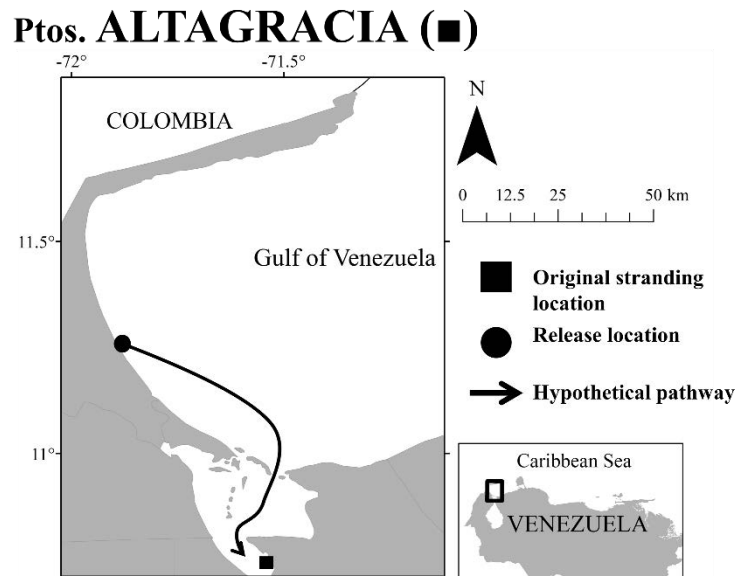 Ptos. ALTAGRACIA (■)
-72°
-71.5°
COLOMBIA
N
0 12.5 25 50 km
11.5°
Gulf of Venezuela
Original stranding
location
Release location
Hypothetical pathway
11°
Caribbean Sea
VENEZUELA